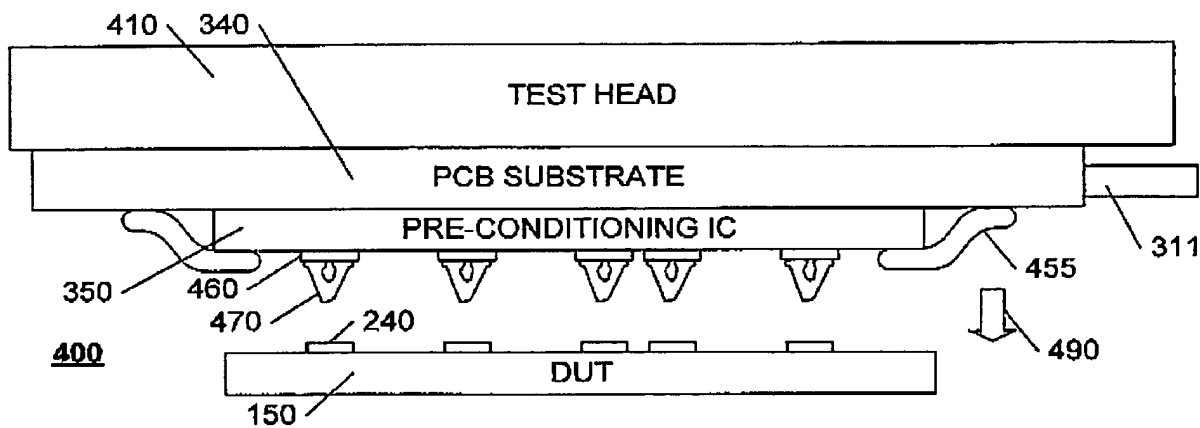 410
340
TEST HEAD
PCB SUBSTRATE
PRE-CONDITIONING IC
311
455
350
460
470
240
490
400
DUT
150